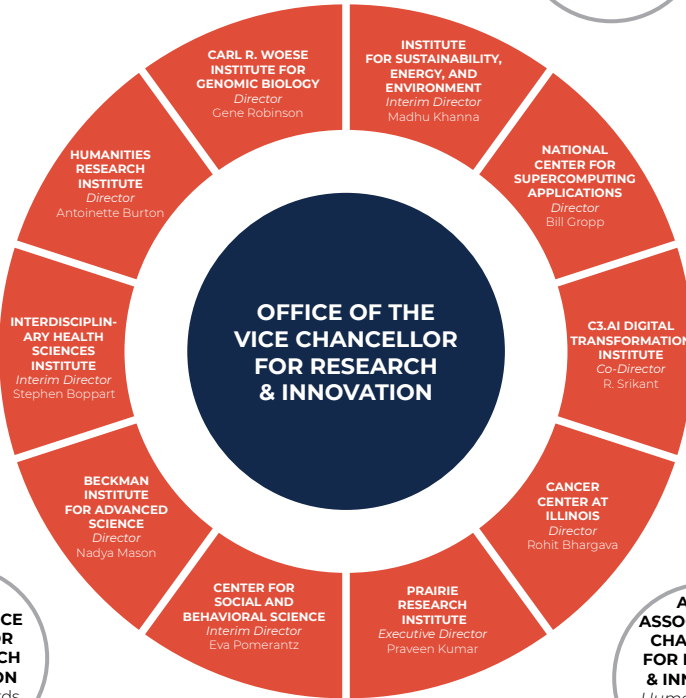 CARL R. WOESE
INSTITUTE FOR
GENOMIC BIOLOGY
Director
Gene Robinson
INSTITUTE
FOR SUSTAINABILITY,
ENERGY, AND
ENVIRONMENT
Interim Director
Madhu Khanna
HUMANITIES
RESEARCH
INSTITUTE
Director
Antoinette Burton
NATIONAL
CENTER FOR
SUPERCOMPUTING
APPLICATIONS
Director
Bill Gropp
INTERDISCIPLIN-
ARY HEALTH
SCIENCES
INSTITUTE
Interim Director
Stephen Boppart
OFFICE OF THE
VICE CHANCELLOR
FOR RESEARCH
& INNOVATION
C3.AI DIGITAL
TRANSFORMATION
INSTITUTE
Co-Director
R. Srikant
BECKMAN
INSTITUTE
FOR ADVANCED
SCIENCE
Director
Nadya Mason
CANCER
CENTER AT
ILLINOIS
Director
Rohit Bhargava
CENTER FOR
SOCIAL AND
BEHAVIORAL SCIENCE
Interim Director
Eva Pomerantz
PRAIRIE
RESEARCH
INSTITUTE
Executive Director
Praveen Kumar
FOR
& INN